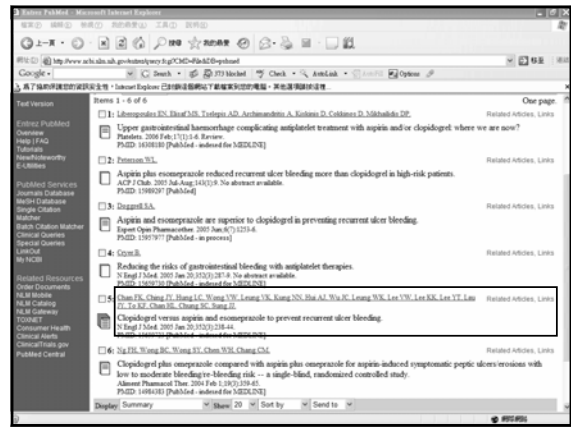 Entrez PubMed - Microsoft Internet Explorer
Google
Items 1 - 6 of 6
One page.
Text Version
Entrez PubMed
Overview
Help | FAQ
Tutorials
New/Noteworthy
E-Utilities
PubMed Services
Journals Database
MeSH Database
Single Citation
Matcher
Batch Citation Matcher
Clinical Queries
Special Queries
LinkOut
My NCBI
Related Resources
Order Documents
NLM Mobile
NLM Catalog
NLM Gateway
TOXNET
Consumer Health
Clinical Alerts
ClinicalTrials.gov
PubMed Central
1: Liberopoulos EN, Elisaf MS, Tselepis AD, Archimandritis A, Kiskinis D, Cokkinos D, Mikhailidis DP.
Related Articles, Links
Upper gastrointestinal haemorrhage complicating antiplatelet treatment with aspirin and/or clopidogrel: where we are now?
Platelets. 2006 Feb;17(1):1-6. Review.
PMID: 16308180 [PubMed - indexed for MEDLINE]
2: Peterson WL.
Related Articles, Links
Aspirin plus esomeprazole reduced recurrent ulcer bleeding more than clopidogrel in high-risk patients.
ACP J Club. 2005 Jul-Aug;143(1):9. No abstract available.
PMID: 15989297 [PubMed]
3: Doggrell SA.
Related Articles, Links
Aspirin and esomeprazole are superior to clopidogrel in preventing recurrent ulcer bleeding.
Expert Opin Pharmacother. 2005 Jun;6(7):1253-6.
PMID: 15957977 [PubMed - in process]
4: Cryer B.
Related Articles, Links
Reducing the risks of gastrointestinal bleeding with antiplatelet therapies.
N Engl J Med. 2005 Jan 20;352(3):287-9. No abstract available.
PMID: 15659730 [PubMed - indexed for MEDLINE]
5: Chan FK, Ching JY, Hung LC, Wong VW, Leung VK, Kung NN, Hui AJ, Wu JC, Leung WK, Lee VW, Lee KK, Lee YT, Lau
JY, To KF, Chan HL, Chung SC, Sung JJ.
Related Articles, Links
Clopidogrel versus aspirin and esomeprazole to prevent recurrent ulcer bleeding.
N Engl J Med. 2005 Jan 20;352(3):238-44.
6: Ng FH, Wong BC, Wong SY, Chen WH, Chang CM.
Related Articles, Links
Clopidogrel plus omeprazole compared with aspirin plus omeprazole for aspirin-induced symptomatic peptic ulcers/erosions with
low to moderate bleeding/re-bleeding risk -- a single-blind, randomized controlled study.
Aliment Pharmacol Ther. 2004 Feb 1;19(3):359-65.
PMID: 14984383 [PubMed - indexed for MEDLINE]
Display Summary Show 20 Sort by Send to